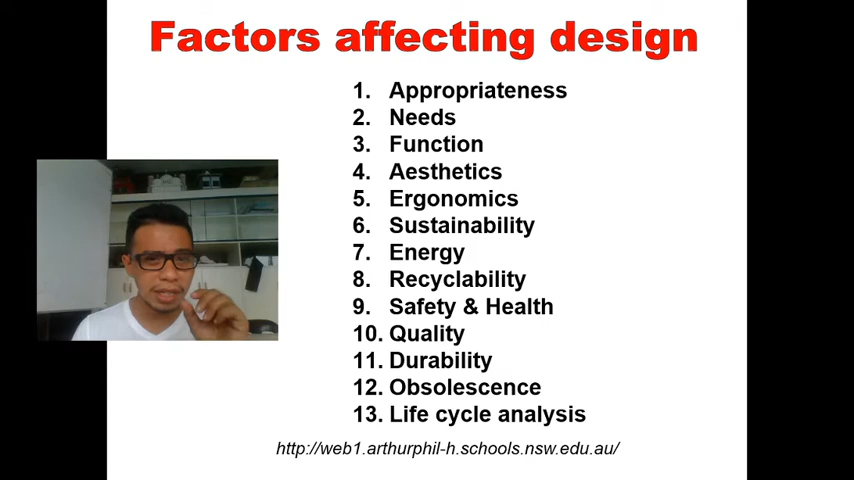 Factors affecting design
1. Appropriateness
2. Needs
3. Function
4. Aesthetics
5. Ergonomics
6. Sustainability
7. Energy
8. Recyclability
9. Safety & Health
10. Quality
11. Durability
12. Obsolescence
13. Life cycle analysis
http://web1.arthurphil-h.schools.nsw.edu.au/